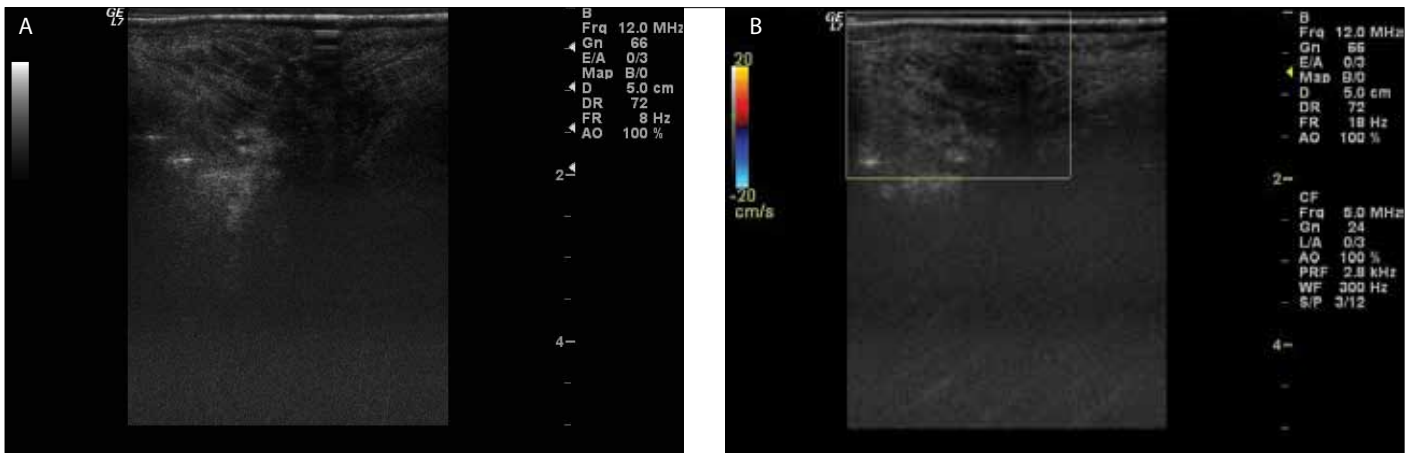 A
GE
L7
B
Frq 12.0 MHz
Gn 66
E/A 0/3
Map B/0
D 5.0 cm
DR 72
FR 8 Hz
AO 100 %
2
4
B
GE
L7
20
-20
cm/s
B
Frq 12.0 MHz
Gn 66
E/A 0/3
Map B/0
D 5.0 cm
DR 72
FR 18 Hz
AO 100 %
2
CF
Frq 5.0 MHz
Gn 24
L/A 0/3
AO 100 %
PRF 2.8 kHz
WF 300 Hz
S/P 3/12
4